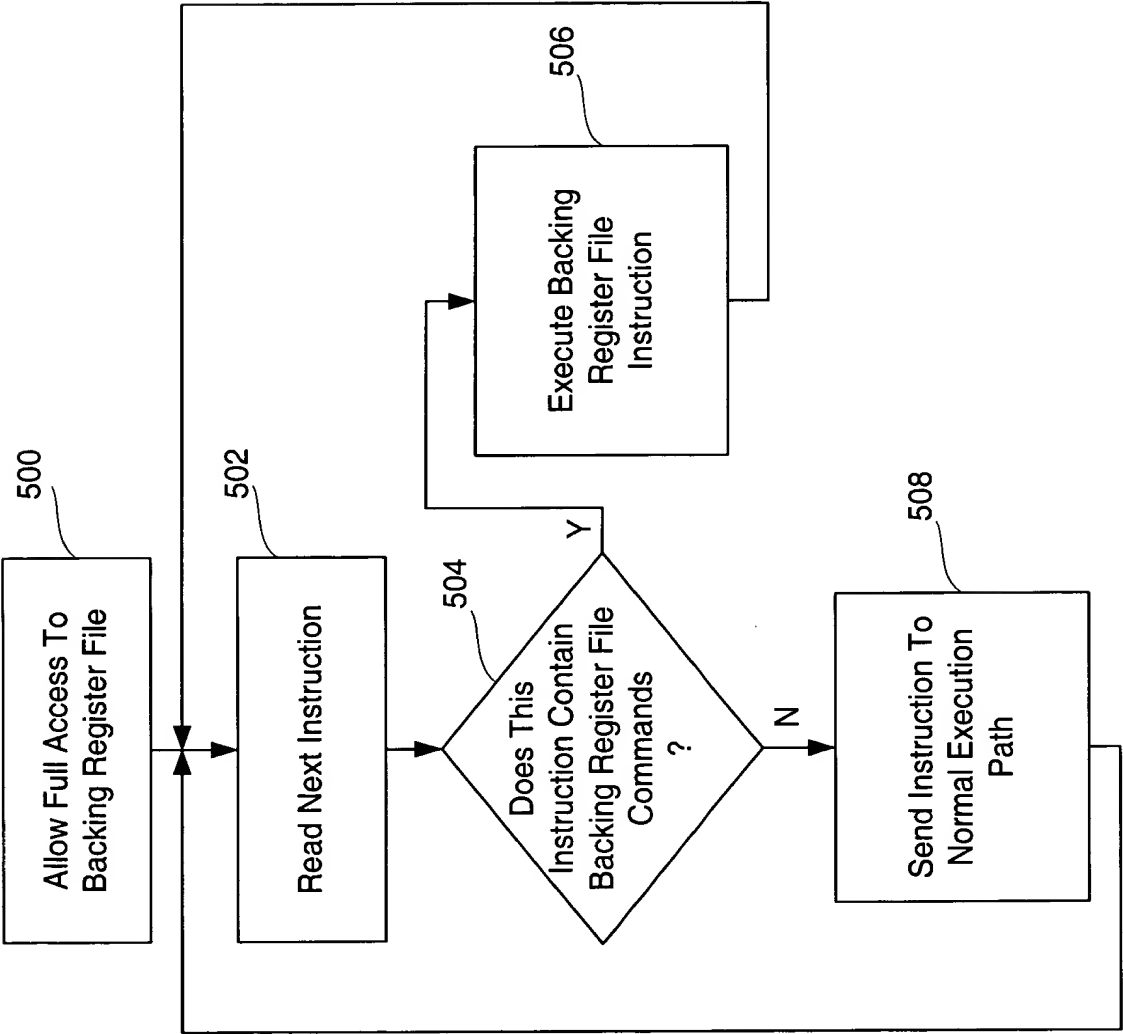 500
Allow Full Access To
Backing Register File
502
Read Next Instruction
504
Does This
Instruction Contain
Backing Register File
Commands
?
Y
506
Execute Backing
Register File
Instruction
N
508
Send Instruction To
Normal Execution
Path